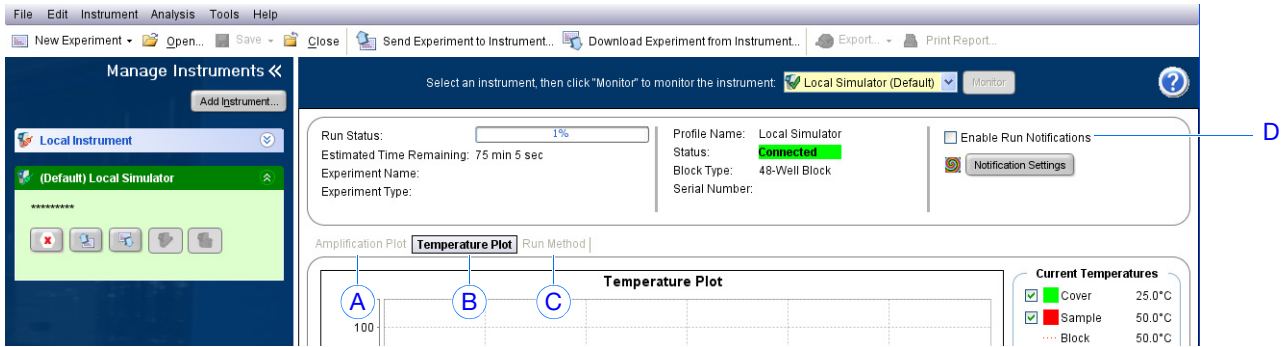 File Edit Instrument Analysis Tools Help
New Experiment Open... Save Close Send Experiment to Instrument... Download Experiment from Instrument... Export... Print Report...
Manage Instruments
Add Instrument...
Select an instrument, then click "Monitor" to monitor the instrument: Local Simulator (Default) Monitor ?
Local Instrument
(Default) Local Simulator
*********
Run Status: 1%
Estimated Time Remaining: 75 min 5 sec
Experiment Name:
Experiment Type:
Profile Name: Local Simulator
Status: Connected
Block Type: 48-Well Block
Serial Number:
Enable Run Notifications
D
Notification Settings
Amplification Plot Temperature Plot Run Method
A B C
Temperature Plot
100
Current Temperatures
Cover 25.0°C
Sample 50.0°C
Block 50.0°C